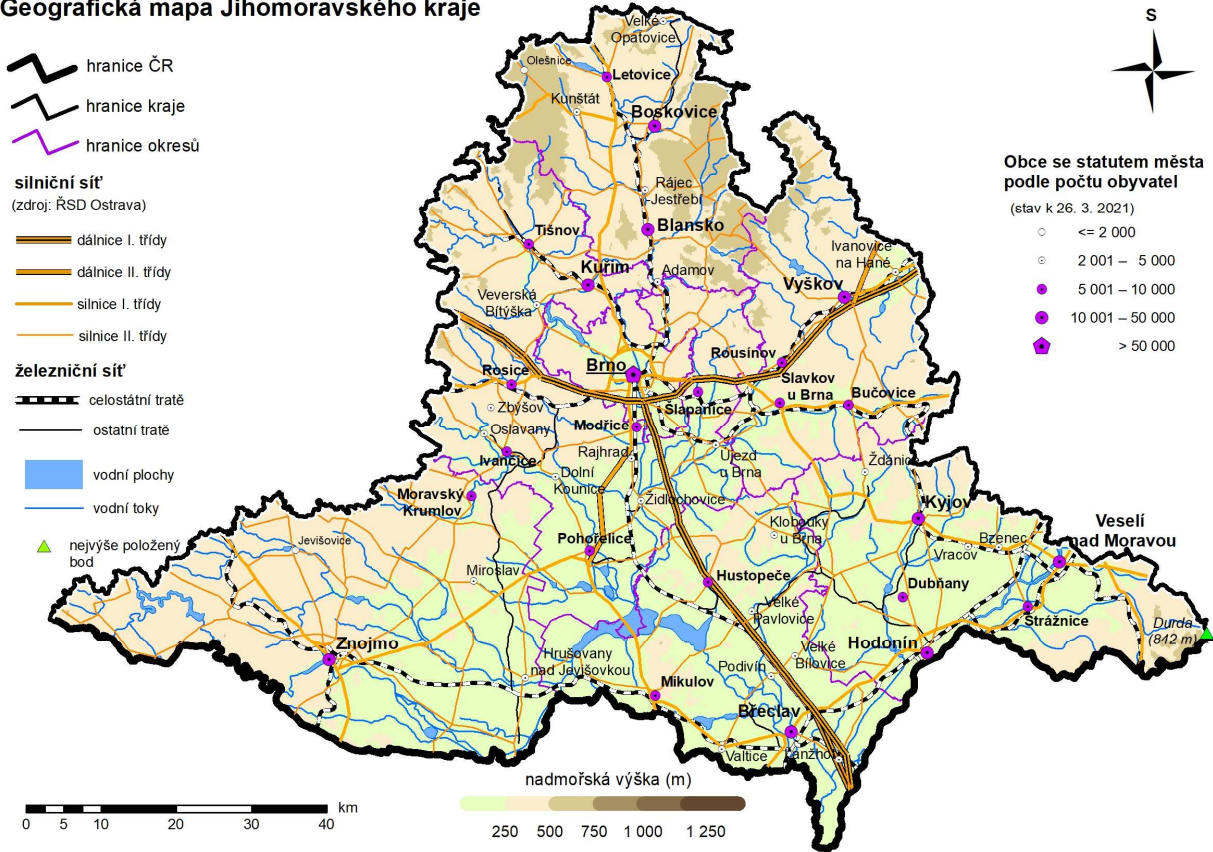 Geografická mapa Jihomoravského kraje
hranice ČR
hranice kraje
hranice okresů
silniční síť
(zdroj: ŘSD Ostrava)
dálnice I. třídy
dálnice II. třídy
silnice I. třídy
silnice II. třídy
železniční síť
celostátní tratě
ostatní tratě
vodní plochy
vodní toky
nejvýše položený
bod
S
Obce se statutem města
podle počtu obyvatel
(stav k 26. 3. 2021)
<= 2 000
2 001 – 5 000
5 001 – 10 000
10 001 – 50 000
> 50 000
Velké
Opatovice
Olešnice
Letovice
Kunštát
Boskovice
Rájec
-Jestřebí
Tišnov
Blansko
Ivanovice
na Hané
Kuřim
Adamov
Vyškov
Veverská
Bítýška
Rousínov
Brno
Rosice
Slavkov
u Brna
Bučovice
Zbýšov
Šlapanice
Oslavany
Modřice
Ivančice
Rajhrad
Újezd
u Brna
Ždánice
Dolní
Kounice
Moravský
Krumlov
Židlochovice
Kyjov
Klobouky
u Brna
Veselí
nad Moravou
Jevišovice
Pohořelice
Bzenec
Vracov
Miroslav
Hustopeče
Dubňany
Velké
Pavlovice
Strážnice
Durda
(842 m)
Znojmo
Hodonín
Hrušovany
nad Jevišovkou
Velké
Bílovice
Podivín
Mikulov
Břeclav
Valtice
Lanžhot
nadmořská výška (m)
250 500 750 1 000 1 250
km
0 5 10 20 30 40